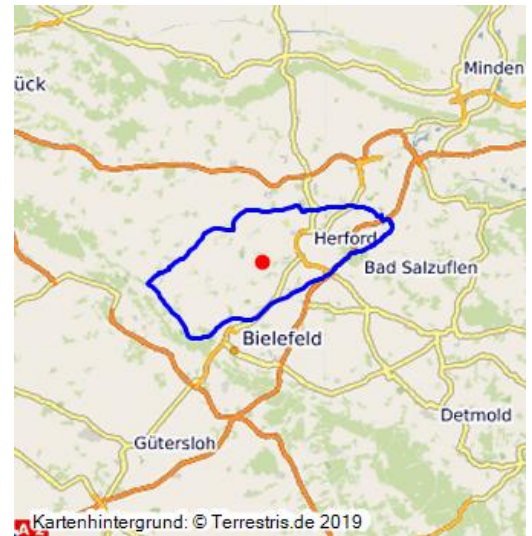 Minden
ück
Herford
Bad Salzuflen
Bielefeld
Detmold
Gütersloh
Kartenhintergrund: © Terrestris.de 2019